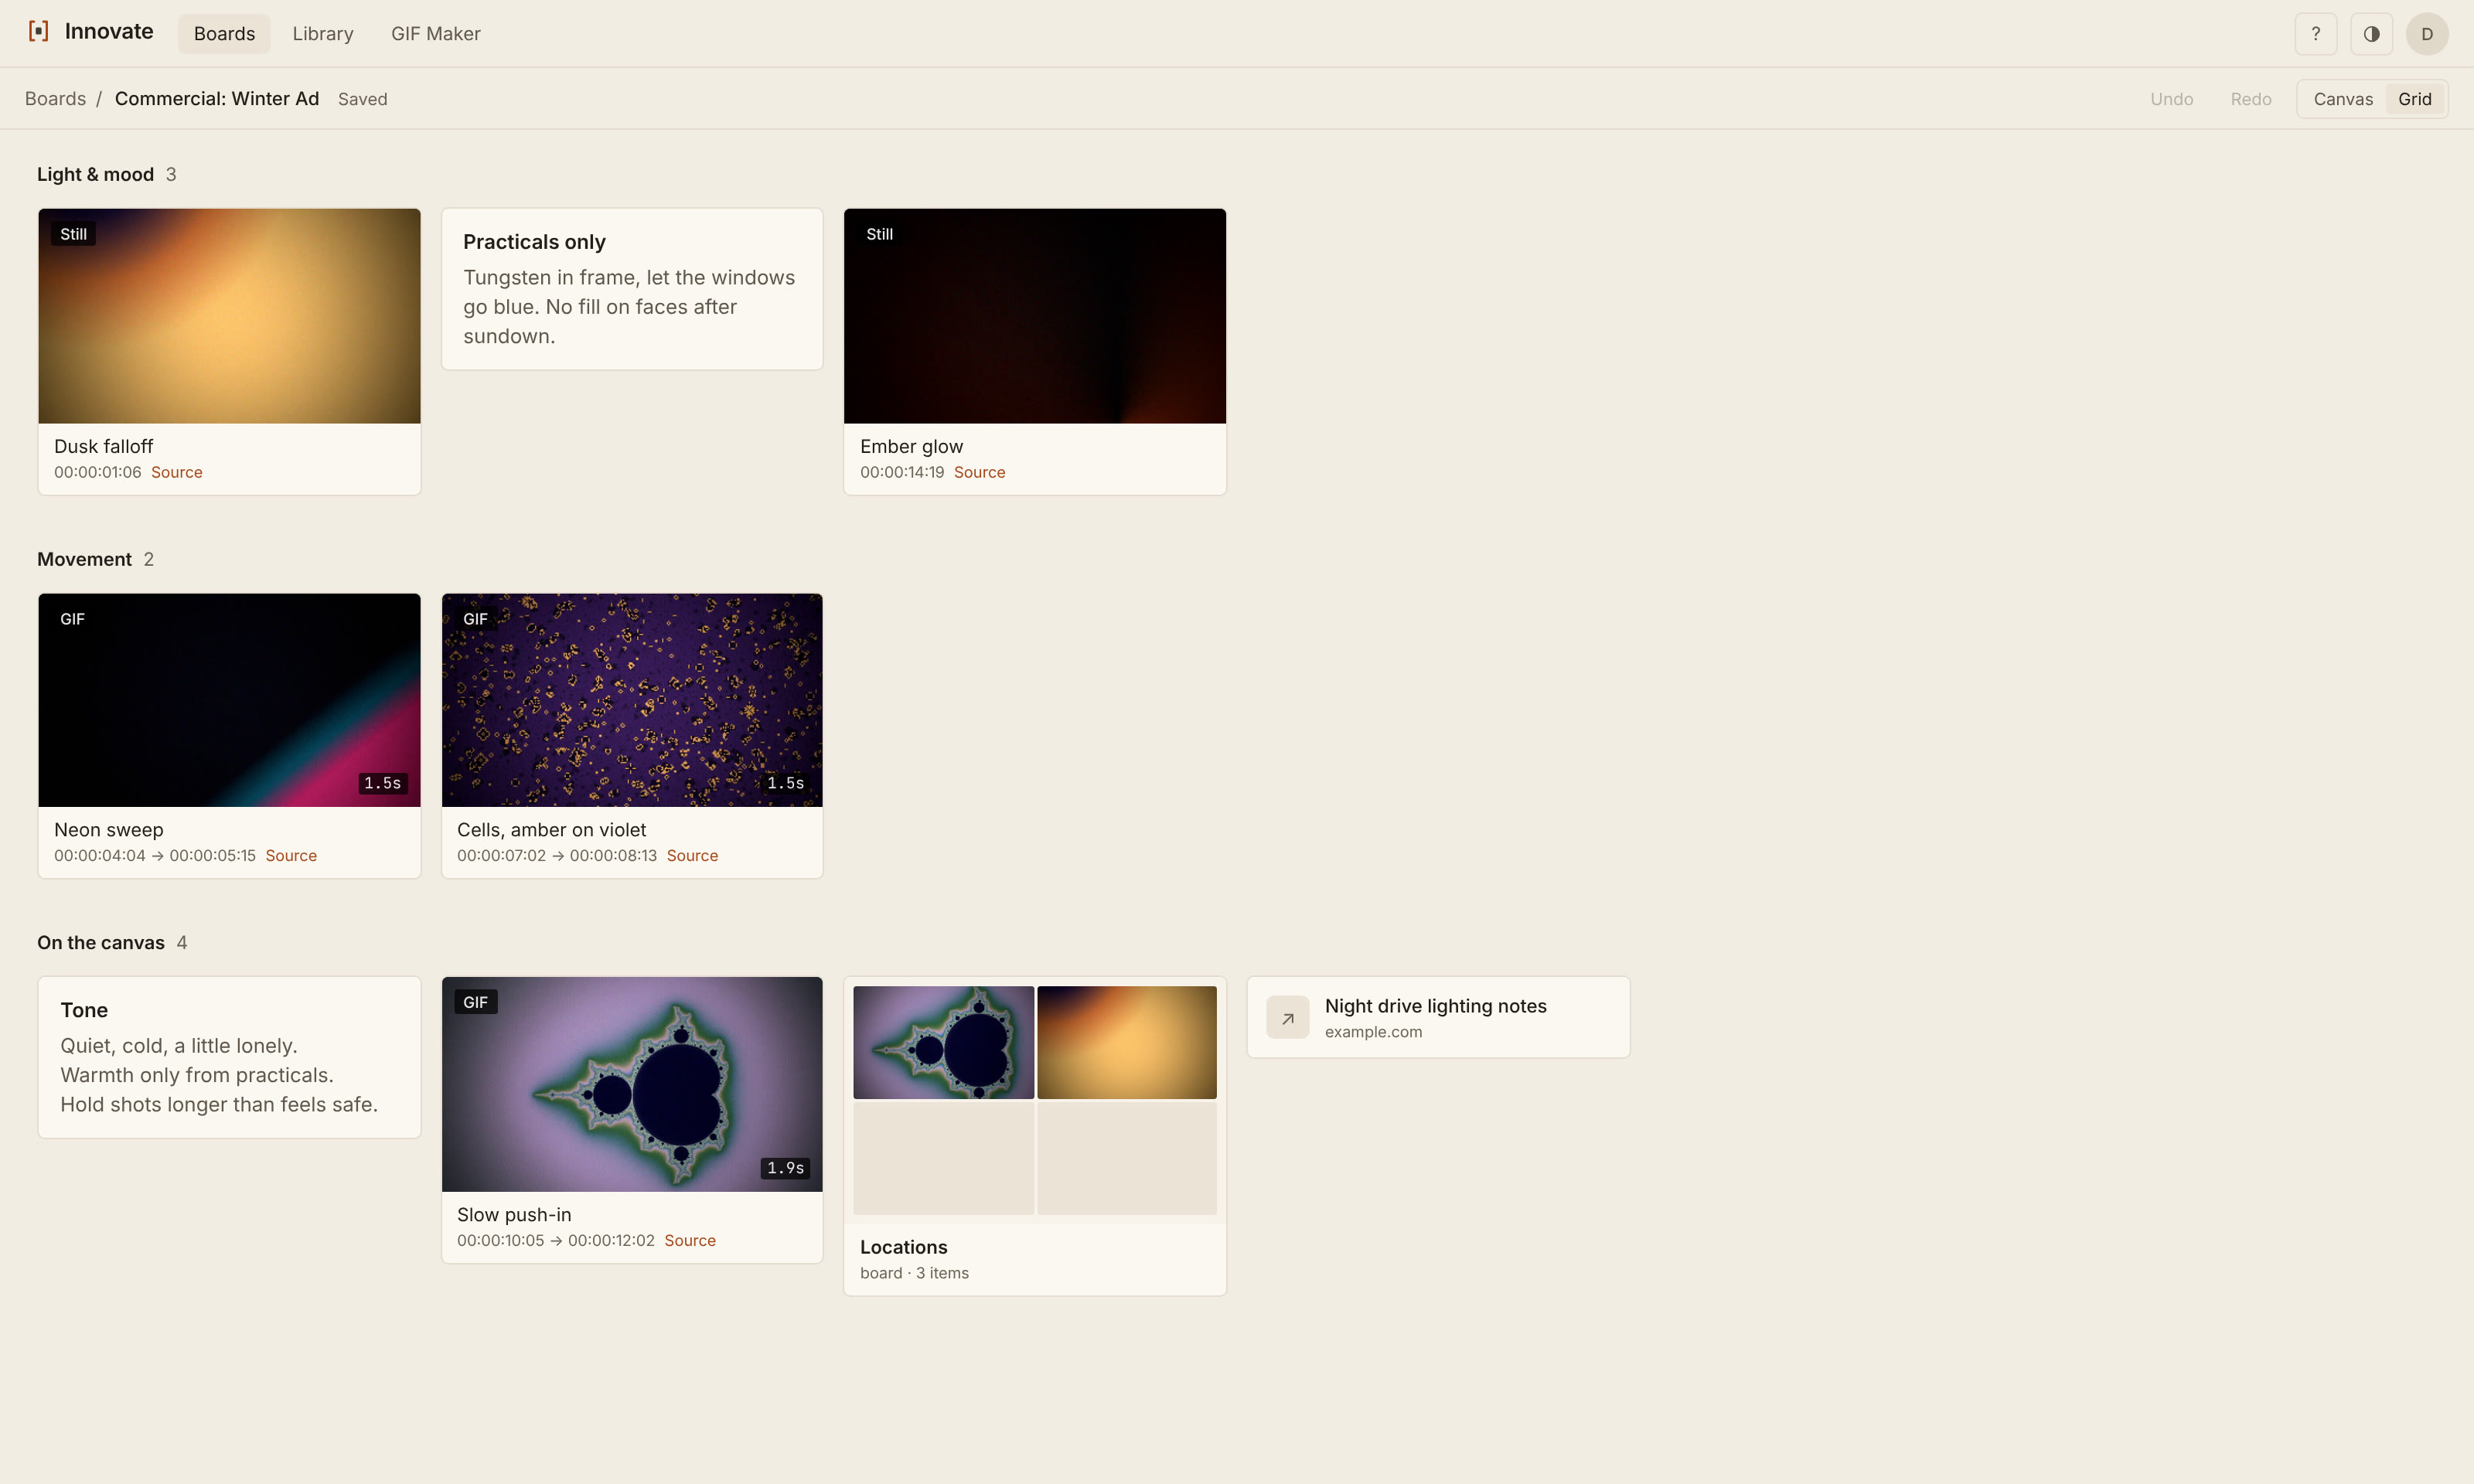 Innovate
Boards
Library
GIF Maker
?
D
Boards / Commercial: Winter Ad Saved
Undo
Redo
Canvas
Grid
Light & mood 3
Still
Dusk falloff
00:00:01:06 Source
Practicals only
Tungsten in frame, let the windows
go blue. No fill on faces after
sundown.
Still
Ember glow
00:00:14:19 Source
Movement 2
GIF
1.5s
Neon sweep
00:00:04:04 → 00:00:05:15 Source
GIF
1.5s
Cells, amber on violet
00:00:07:02 → 00:00:08:13 Source
On the canvas 4
Tone
Quiet, cold, a little lonely.
Warmth only from practicals.
Hold shots longer than feels safe.
GIF
1.9s
Slow push-in
00:00:10:05 → 00:00:12:02 Source
Locations
board · 3 items
Night drive lighting notes
example.com